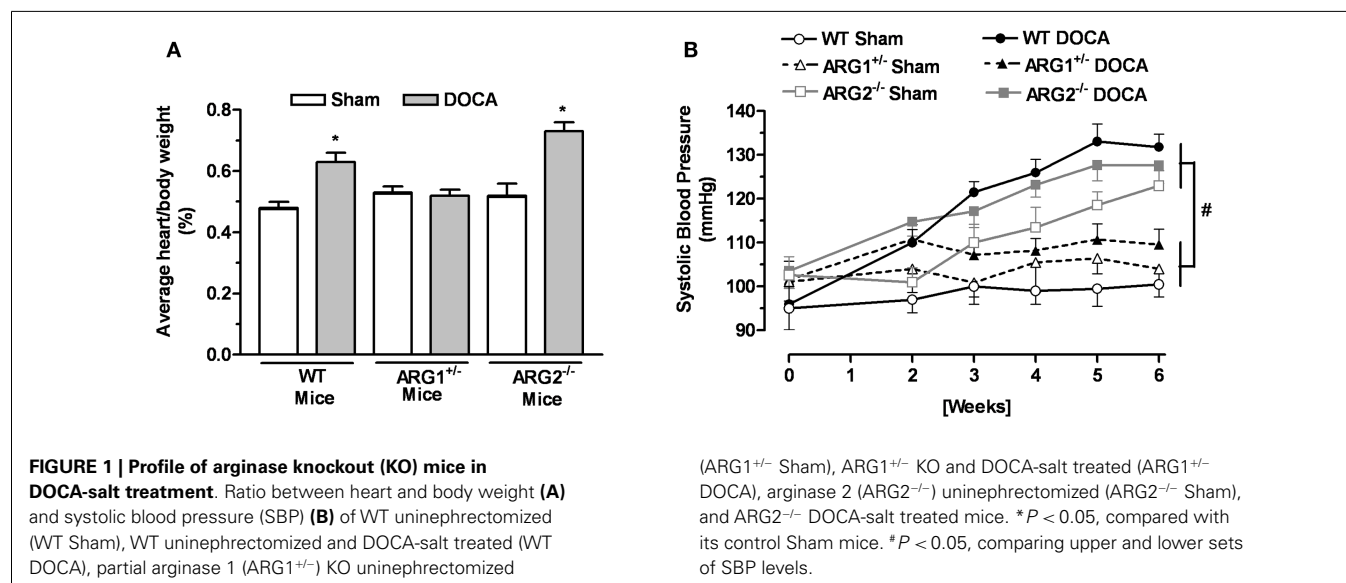 A
Sham DOCA
Average heart/body weight
(%)
0.8
0.6
0.4
0.2
0.0
*
*
WT
Mice
ARG1+/-
Mice
ARG2-/-
Mice
B
WT Sham WT DOCA
ARG1+/- Sham ARG1+/- DOCA
ARG2-/- Sham ARG2-/- DOCA
Systolic Blood Pressure
(mmHg)
140
130
120
110
100
90
#
0 1 2 3 4 5 6
[Weeks]
FIGURE 1 | Profile of arginase knockout (KO) mice in
DOCA-salt treatment. Ratio between heart and body weight (A)
and systolic blood pressure (SBP) (B) of WT uninephrectomized
(WT Sham), WT uninephrectomized and DOCA-salt treated (WT
DOCA), partial arginase 1 (ARG1+/−) KO uninephrectomized
(ARG1+/− Sham), ARG1+/− KO and DOCA-salt treated (ARG1+/−
DOCA), arginase 2 (ARG2−/−) uninephrectomized (ARG2−/− Sham),
and ARG2−/− DOCA-salt treated mice. *P < 0.05, compared with
its control Sham mice. #P < 0.05, comparing upper and lower sets
of SBP levels.